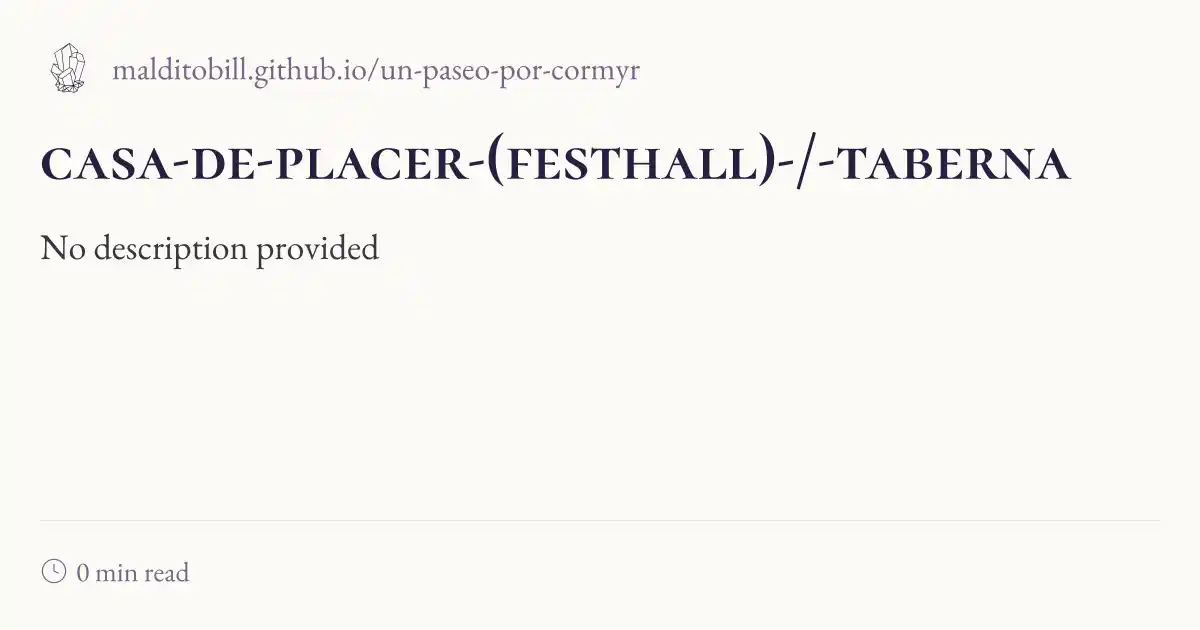 malditobill.github.io/un-paseo-por-cormyr
CASA-DE-PLACER-(FESTHALL)-/-TABERNA
No description provided
0 min read